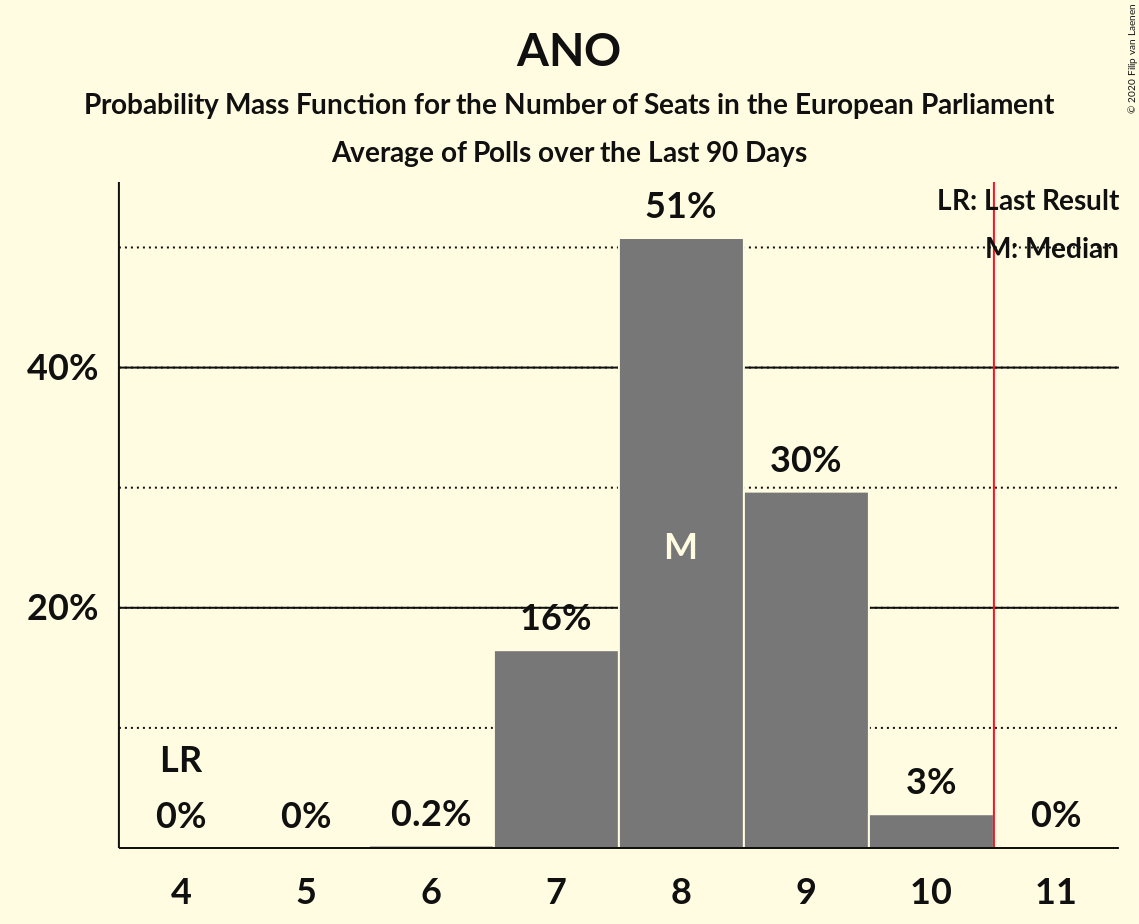 ANO
Probability Mass Function for the Number of Seats in the European Parliament
Average of Polls over the Last 90 Days
© 2020 Filip van Laenen
LR: Last Result
M: Median
51%
40%
30%
M
20%
16%
LR
0%
0%
0.2%
3%
0%
4 5 6 7 8 9 10 11